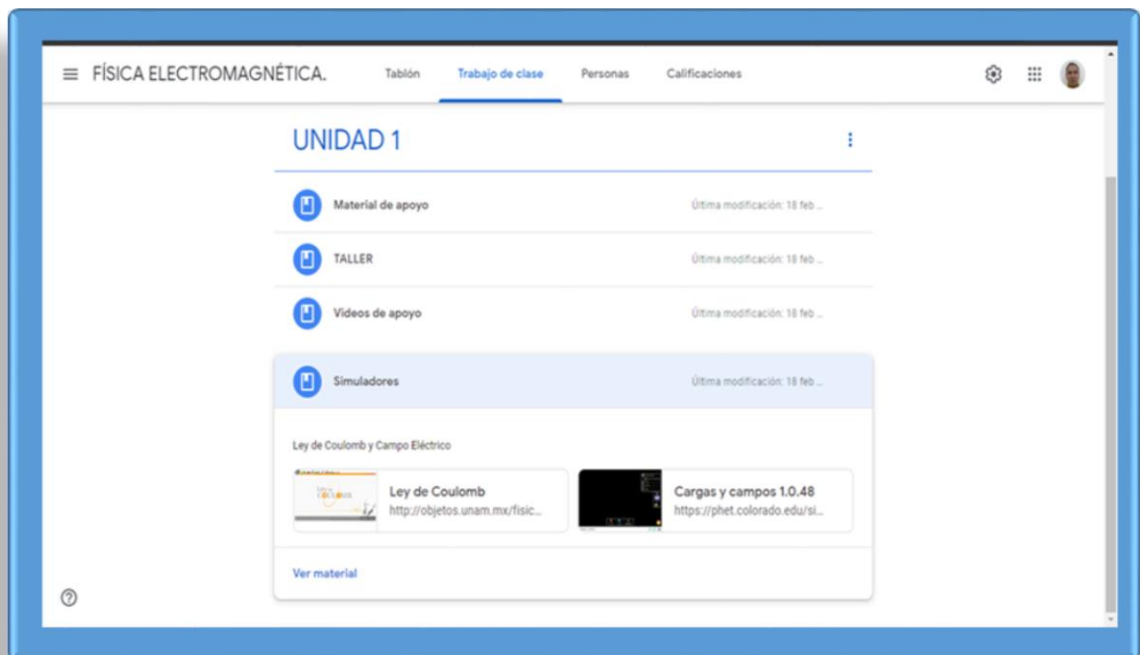 FÍSICA ELECTROMAGNÉTICA.
Tablón
Trabajo de clase
Personas
Calificaciones
UNIDAD 1
Material de apoyo
Última modificación: 18 feb ...
TALLER
Última modificación: 18 feb ...
Videos de apoyo
Última modificación: 18 feb ...
Simuladores
Última modificación: 18 feb ...
Ley de Coulomb y Campo Eléctrico
Ley de Coulomb
http://objetos.unam.mx/fisic...
Cargas y campos 1.0.48
https://phet.colorado.edu/si...
Ver material